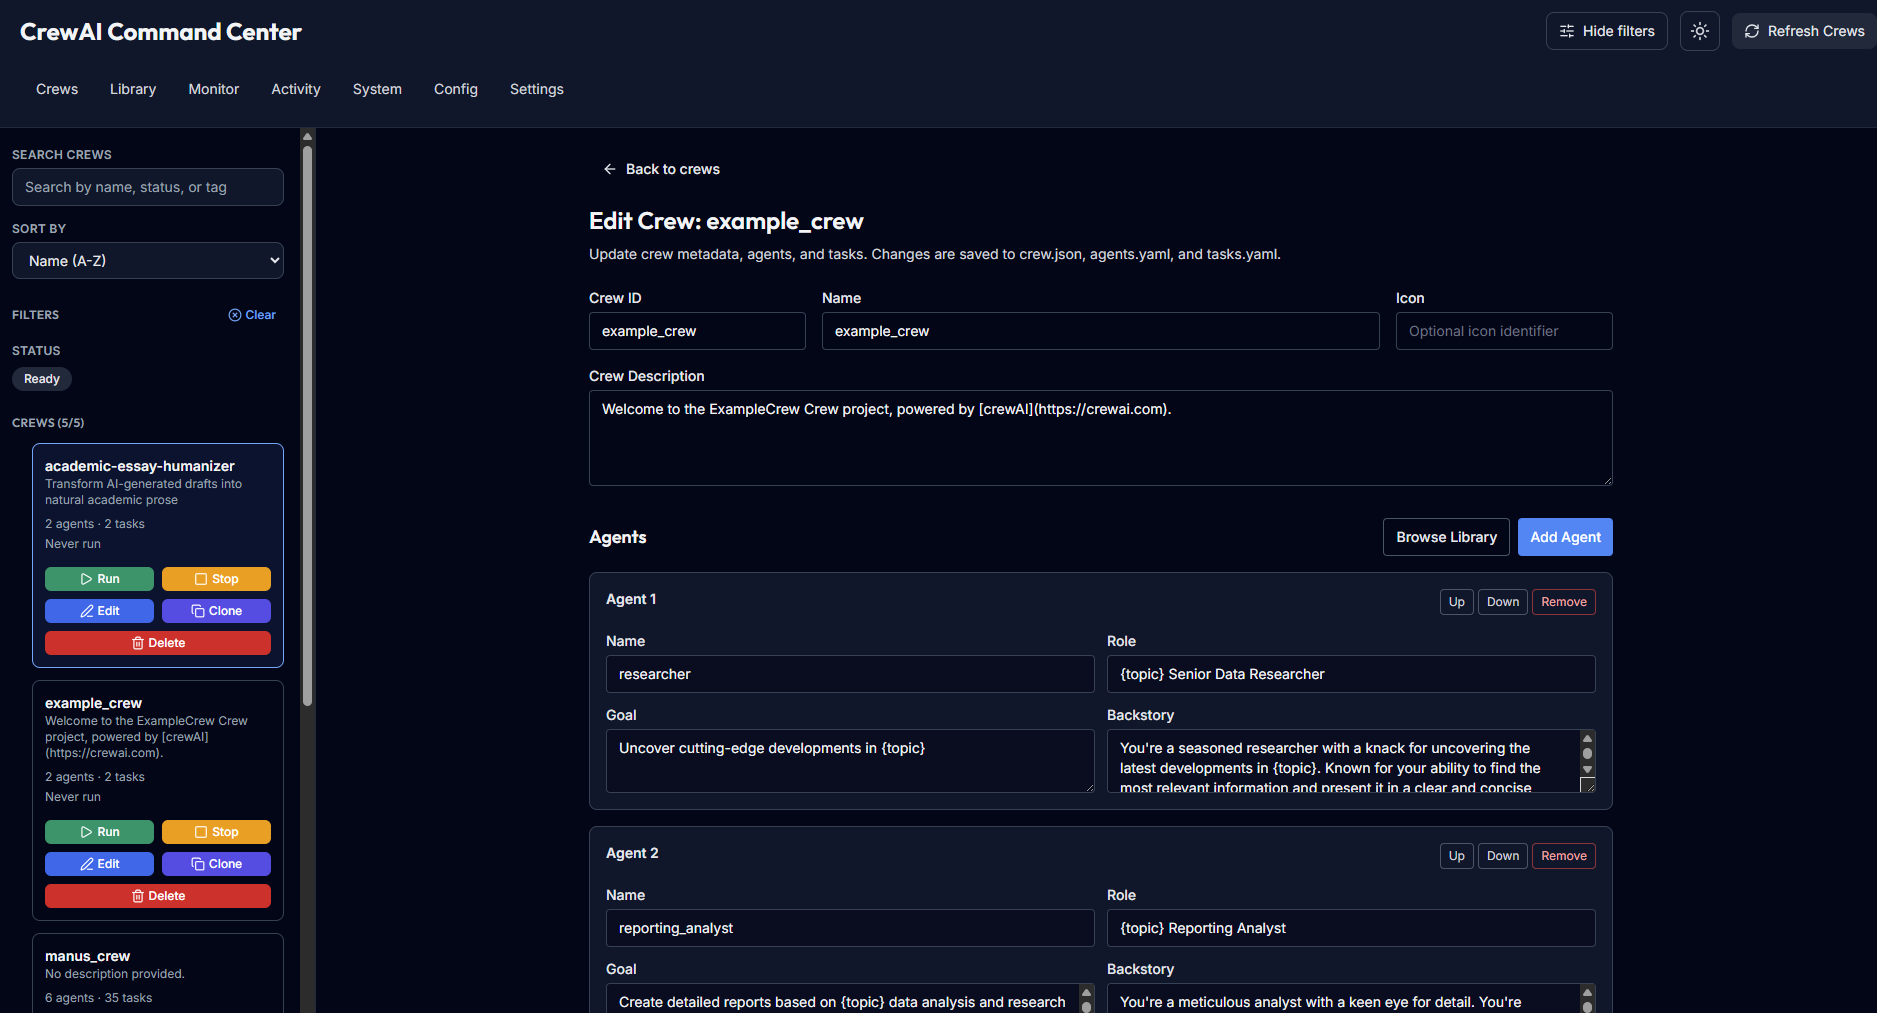 CrewAI Command Center
Hide filters
Refresh Crews
Crews
Library
Monitor
Activity
System
Config
Settings
SEARCH CREWS
Search by name, status, or tag
SORT BY
Name (A-Z)
FILTERS
Clear
STATUS
Ready
CREWS (5/5)
academic-essay-humanizer
Transform AI-generated drafts into
natural academic prose
2 agents · 2 tasks
Never run
Run
Stop
Edit
Clone
Delete
example_crew
Welcome to the ExampleCrew Crew
project, powered by [crewAI]
(https://crewai.com).
2 agents · 2 tasks
Never run
Run
Stop
Edit
Clone
Delete
manus_crew
No description provided.
6 agents · 35 tasks
Back to crews
Edit Crew: example_crew
Update crew metadata, agents, and tasks. Changes are saved to crew.json, agents.yaml, and tasks.yaml.
Crew ID
Name
Icon
example_crew
example_crew
Optional icon identifier
Crew Description
Welcome to the ExampleCrew Crew project, powered by [crewAI](https://crewai.com).
Agents
Browse Library
Add Agent
Agent 1
Up
Down
Remove
Name
Role
researcher
{topic} Senior Data Researcher
Goal
Backstory
Uncover cutting-edge developments in {topic}
You're a seasoned researcher with a knack for uncovering the
latest developments in {topic}. Known for your ability to find the
most relevant information and present it in a clear and concise
Agent 2
Up
Down
Remove
Name
Role
reporting_analyst
{topic} Reporting Analyst
Goal
Backstory
Create detailed reports based on {topic} data analysis and research
You're a meticulous analyst with a keen eye for detail. You're